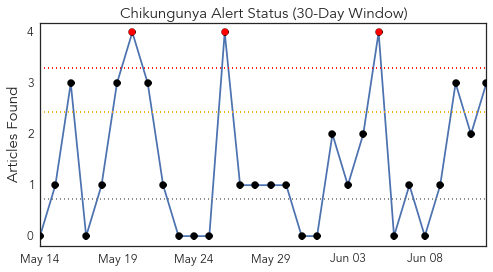 Chikungunya Alert Status (30-Day Window)
Articles Found
4
3
2
1
0
May 14 May 19 May 24 May 29 Jun 03 Jun 08